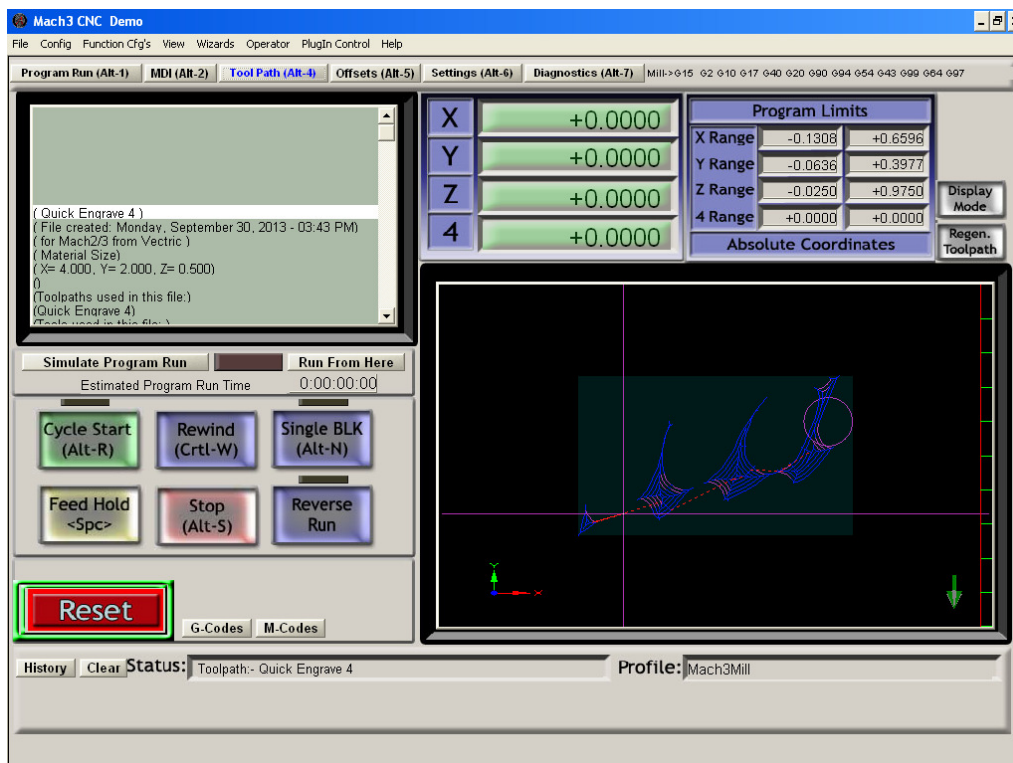 Mach3 CNC Demo
File Config Function Cfg's View Wizards Operator PlugIn Control Help
Program Run (Alt-1) MDI (Alt-2) Tool Path (Alt-4) Offsets (Alt-5) Settings (Alt-6) Diagnostics (Alt-7) Mill->G15 G2 G10 G17 G40 G20 G90 G94 G54 G43 G99 G64 G97
( Quick Engrave 4 )
( File created: Monday, September 30, 2013 - 03:43 PM)
( for Mach2/3 from Vectric )
( Material Size)
( X= 4.000, Y= 2.000, Z= 0.500)
()
(Toolpaths used in this file:)
(Quick Engrave 4)
(Tools used in this file: )
X +0.0000
Y +0.0000
Z +0.0000
4 +0.0000
Program Limits
X Range -0.1308 +0.6596
Y Range -0.0636 +0.3977
Z Range -0.0250 +0.9750
4 Range +0.0000 +0.0000
Absolute Coordinates
Display
Mode
Regen.
Toolpath
Simulate Program Run Run From Here
Estimated Program Run Time 0:00:00:00
Cycle Start
(Alt-R)
Rewind
(Crtl-W)
Single BLK
(Alt-N)
Feed Hold
<Spc>
Stop
(Alt-S)
Reverse
Run
Y
X
Reset
G-Codes M-Codes
History Clear Status: Toolpath:- Quick Engrave 4 Profile: Mach3Mill